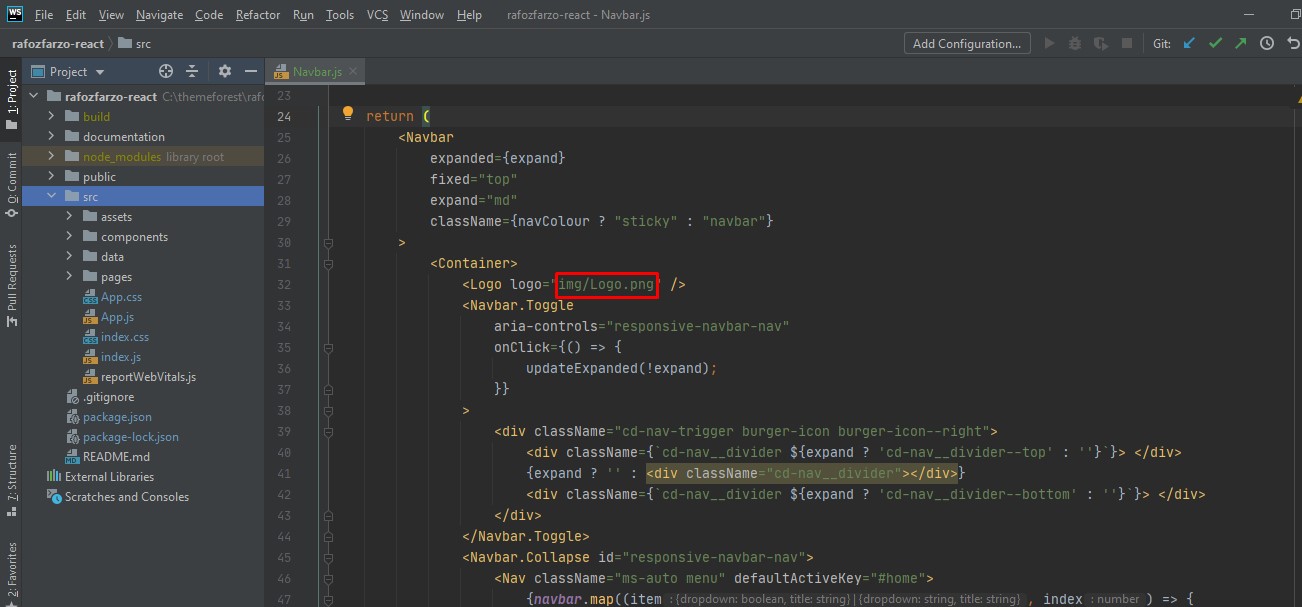 WS File Edit View Navigate Code Refactor Run Tools VCS Window Help rafozfarzo-react - Navbar.js
rafozfarzo-react src Add Configuration... Git:
1: Project
0: Commit
Pull Requests
7: Structure
2: Favorites
Project
rafozfarzo-react C:\themeforest\rafo
build
documentation
node_modules library root
public
src
assets
components
data
pages
App.css
App.js
index.css
index.js
reportWebVitals.js
.gitignore
package.json
package-lock.json
README.md
External Libraries
Scratches and Consoles
Navbar.js
23
24 return (
25 <Navbar
26 expanded={expand}
27 fixed="top"
28 expand="md"
29 className={navColour ? "sticky" : "navbar"}
30 >
31 <Container>
32 <Logo logo="img/Logo.png" />
33 <Navbar.Toggle
34 aria-controls="responsive-navbar-nav"
35 onClick={() => {
36 updateExpanded(!expand);
37 }}
38 >
39 <div className="cd-nav-trigger burger-icon burger-icon--right">
40 <div className={`cd-nav__divider ${expand ? 'cd-nav__divider--top' : ''}`}> </div>
41 {expand ? '' : <div className="cd-nav__divider"></div>}
42 <div className={`cd-nav__divider ${expand ? 'cd-nav__divider--bottom' : ''}`}> </div>
43 </div>
44 </Navbar.Toggle>
45 <Navbar.Collapse id="responsive-navbar-nav">
46 <Nav className="ms-auto menu" defaultActiveKey="#home">
47 {navbar.map((item : {dropdown: boolean, title: string} | {dropdown: string, title: string} , index : number ) => {